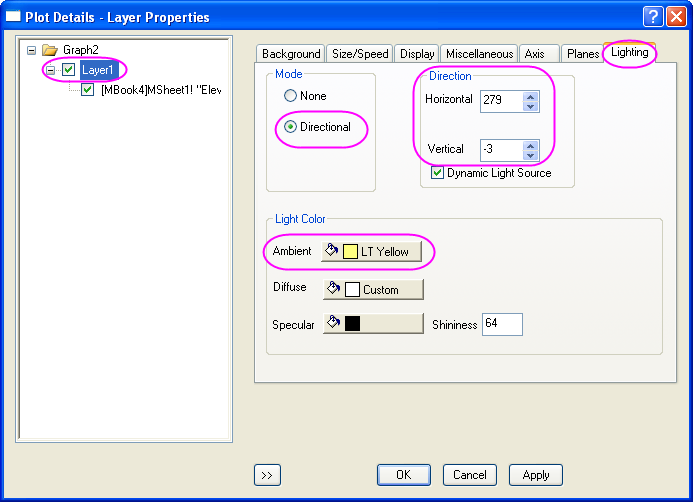 Plot Details - Layer Properties
Graph2
Layer1
[MBook4]MSheet1! "Elev
Background Size/Speed Display Miscellaneous Axis Planes Lighting
Mode
None
Directional
Direction
Horizontal 279
Vertical -3
Dynamic Light Source
Light Color
Ambient LT Yellow
Diffuse Custom
Specular Shininess 64
>> OK Cancel Apply